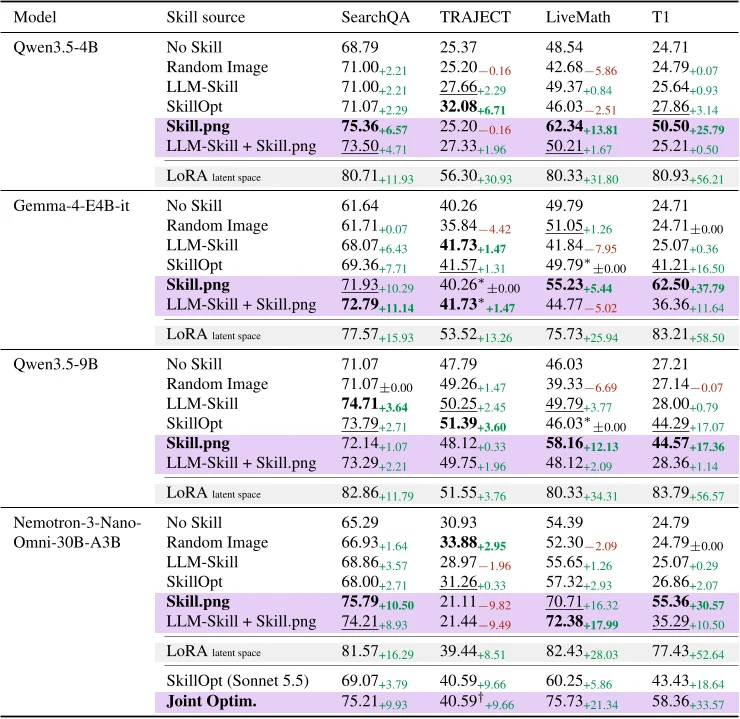 Model Skill source SearchQA TRAJECT LiveMath T1
Qwen3.5-4B No Skill 68.79 25.37 48.54 24.71
Random Image 71.00+2.21 25.20−0.16 42.68−5.86 24.79+0.07
LLM-Skill 71.00+2.21 27.66+2.29 49.37+0.84 25.64+0.93
SkillOpt 71.07+2.29 32.08+6.71 46.03−2.51 27.86+3.14
Skill.png 75.36+6.57 25.20−0.16 62.34+13.81 50.50+25.79
LLM-Skill + Skill.png 73.50+4.71 27.33+1.96 50.21+1.67 25.21+0.50
LoRA latent space 80.71+11.93 56.30+30.93 80.33+31.80 80.93+56.21
Gemma-4-E4B-it No Skill 61.64 40.26 49.79 24.71
Random Image 61.71+0.07 35.84−4.42 51.05+1.26 24.71±0.00
LLM-Skill 68.07+6.43 41.73+1.47 41.84−7.95 25.07+0.36
SkillOpt 69.36+7.71 41.57+1.31 49.79*±0.00 41.21+16.50
Skill.png 71.93+10.29 40.26*±0.00 55.23+5.44 62.50+37.79
LLM-Skill + Skill.png 72.79+11.14 41.73*+1.47 44.77−5.02 36.36+11.64
LoRA latent space 77.57+15.93 53.52+13.26 75.73+25.94 83.21+58.50
Qwen3.5-9B No Skill 71.07 47.79 46.03 27.21
Random Image 71.07±0.00 49.26+1.47 39.33−6.69 27.14−0.07
LLM-Skill 74.71+3.64 50.25+2.45 49.79+3.77 28.00+0.79
SkillOpt 73.79+2.71 51.39+3.60 46.03*±0.00 44.29+17.07
Skill.png 72.14+1.07 48.12+0.33 58.16+12.13 44.57+17.36
LLM-Skill + Skill.png 73.29+2.21 49.75+1.96 48.12+2.09 28.36+1.14
LoRA latent space 82.86+11.79 51.55+3.76 80.33+34.31 83.79+56.57
Nemotron-3-Nano- No Skill 65.29 30.93 54.39 24.79
Omni-30B-A3B Random Image 66.93+1.64 33.88+2.95 52.30−2.09 24.79±0.00
LLM-Skill 68.86+3.57 28.97−1.96 55.65+1.26 25.07+0.29
SkillOpt 68.00+2.71 31.26+0.33 57.32+2.93 26.86+2.07
Skill.png 75.79+10.50 21.11−9.82 70.71+16.32 55.36+30.57
LLM-Skill + Skill.png 74.21+8.93 21.44−9.49 72.38+17.99 35.29+10.50
LoRA latent space 81.57+16.29 39.44+8.51 82.43+28.03 77.43+52.64
SkillOpt (Sonnet 5.5) 69.07+3.79 40.59+9.66 60.25+5.86 43.43+18.64
Joint Optim. 75.21+9.93 40.59†+9.66 75.73+21.34 58.36+33.57